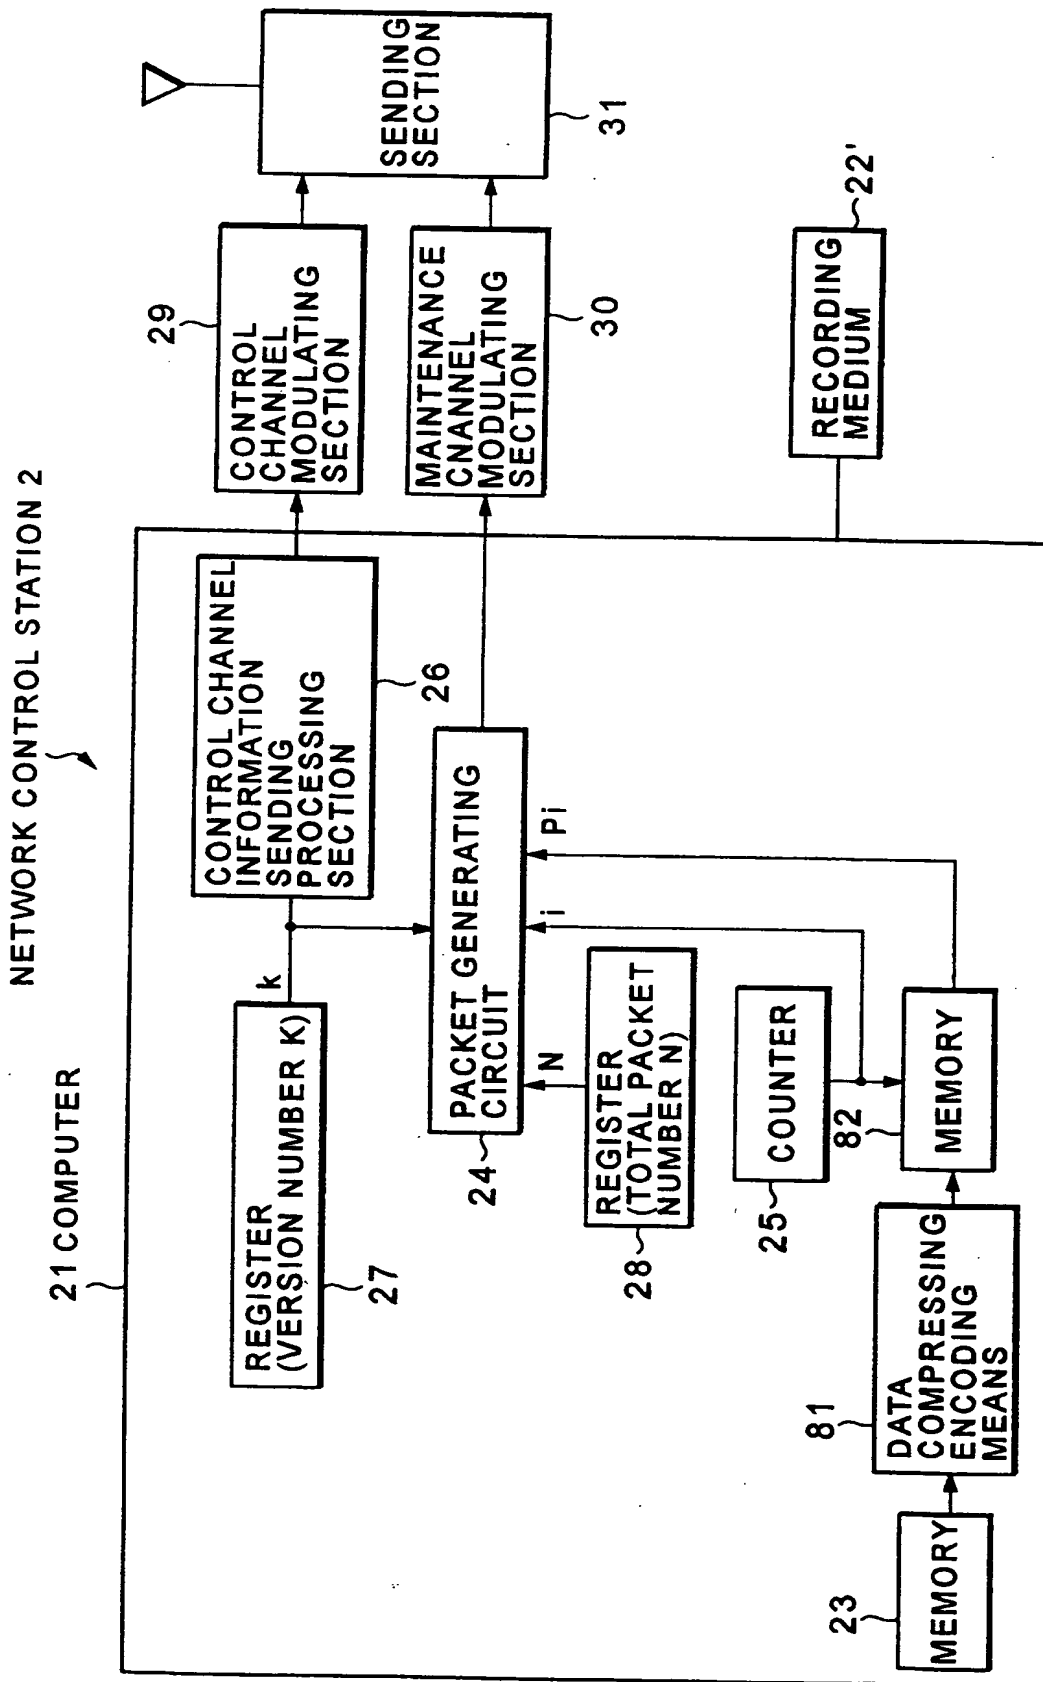 NETWORK CONTROL STATION 2
21 COMPUTER
REGISTER
(VERSION NUMBER K)
27
k
CONTROL CHANNEL
INFORMATION
SENDING
PROCESSING
SECTION
26
CONTROL
CHANNEL
MODULATING
SECTION
29
SENDING
SECTION
31
PACKET GENERATING
CIRCUIT
24
N
i
Pi
MAINTENANCE
CNANNEL
MODULATING
SECTION
30
REGISTER
(TOTAL PACKET
NUMBER N)
28
COUNTER
25
RECORDING
MEDIUM
22'
MEMORY
23
DATA
COMPRESSING
ENCODING
MEANS
81
MEMORY
82